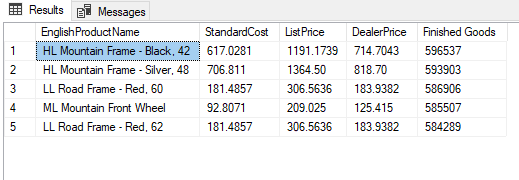 Results Messages
EnglishProductName StandardCost ListPrice DealerPrice Finished Goods
1 HL Mountain Frame - Black, 42 617.0281 1191.1739 714.7043 596537
2 HL Mountain Frame - Silver, 48 706.811 1364.50 818.70 593903
3 LL Road Frame - Red, 60 181.4857 306.5636 183.9382 586906
4 ML Mountain Front Wheel 92.8071 209.025 125.415 585507
5 LL Road Frame - Red, 62 181.4857 306.5636 183.9382 584289